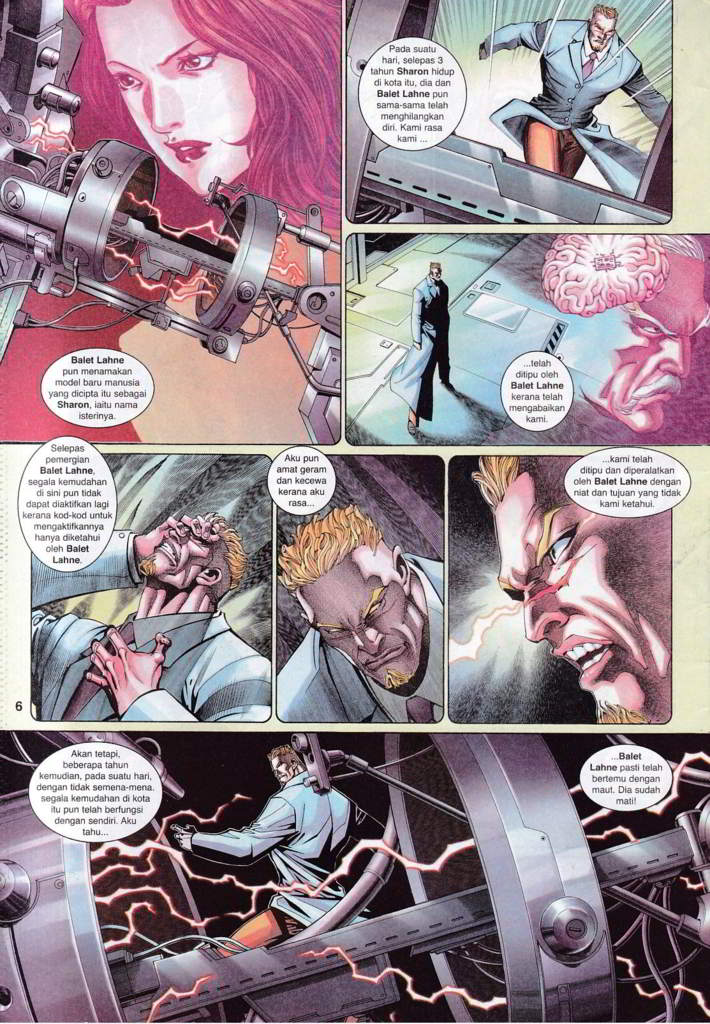 Balet Lahne
pun menamakan
model baru manusia
yang dicipta itu sebagai
Sharon, iaitu nama
isterinya.
Pada suatu
hari, selepas 3
tahun Sharon hidup
di kota itu, dia dan
Balet Lahne pun
sama-sama telah
menghilangkan
diri. Kami rasa
kami ...
...telah
ditipu oleh
Balet Lahne
kerana telah
mengabaikan
kami.
Selepas
pemergian
Balet Lahne,
segala kemudahan
di sini pun tidak
dapat diaktifkan lagi
kerana kod-kod untuk
mengaktifkannya
hanya diketahui
oleh Balet
Lahne.
Aku pun
amat geram
dan kecewa
kerana aku
rasa...
...kami telah
ditipu dan diperalatkan
oleh Balet Lahne dengan
niat dan tujuan yang tidak
kami ketahui.
6
Akan tetapi,
beberapa tahun
kemudian, pada suatu hari,
dengan tidak semena-mena.
segala kemudahan di kota
itu pun telah berfungsi
dengan sendiri. Aku
tahu...
...Balet
Lahne pasti telah
bertemu dengan
maut. Dia sudah
mati!